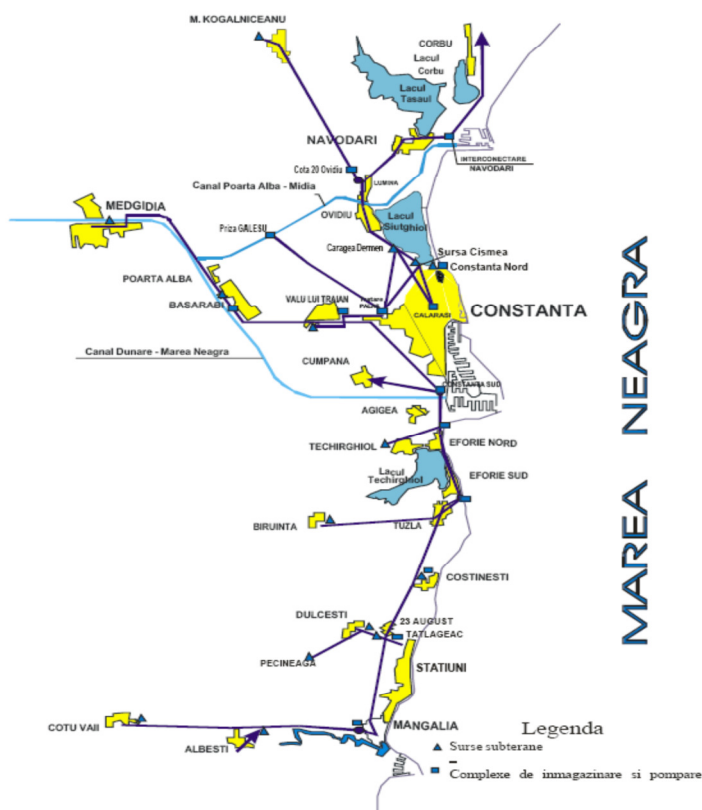 M. KOGALNICEANU
CORBU
Lacul
Corbu
Lacul
Tasaul
NAVODARI
INTERCONECTARE
NAVODARI
Cota 20 Ovidiu
LUMINA
Canal Poarta Alba - Midia
MEDGIDIA
OVIDIU
Lacul
Siutghiol
Priza GALESU
Caragea Dermen
Sursa Cismea
Constanta Nord
POARTA ALBA
BASARABI
VALU LUI TRAIAN
CALARASI
CONSTANTA
Canal Dunare - Marea Neagra
CUMPANA
CONSTANTA SUD
AGIGEA
TECHIRGHIOL
EFORIE NORD
Lacul
Techirghiol
EFORIE SUD
BIRUINTA
TUZLA
COSTINESTI
DULCESTI
23 AUGUST
TATLAGEAC
PECINEAGA
STATIUNI
COTU VAII
MANGALIA
ALBESTI
MAREA NEAGRA
Legenda
Surse subterane
Complexe de inmagazinare si pompare